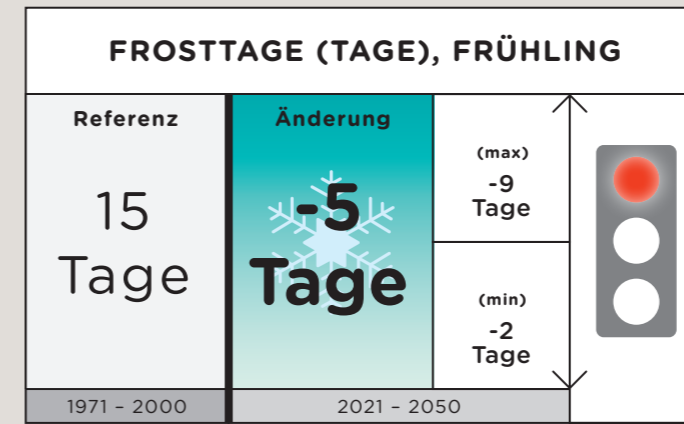 FROSTTAGE (TAGE), FRÜHLING
Referenz
15
Tage
1971 – 2000
Änderung
-5
Tage
(max)
-9
Tage
(min)
-2
Tage
2021 – 2050